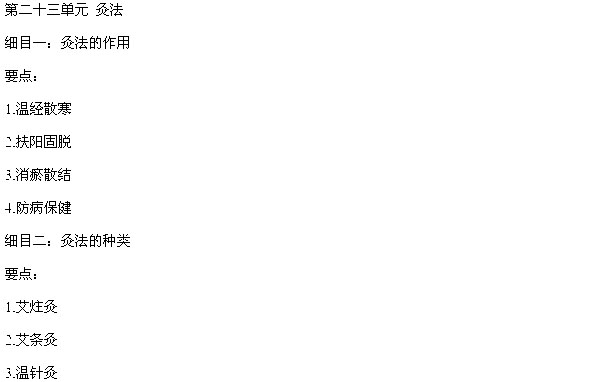 第二十三单元 灸法
细目一：灸法的作用
要点：
1.温经散寒
2.扶阳固脱
3.消瘀散结
4.防病保健
细目二：灸法的种类
要点：
1.艾炷灸
2.艾条灸
3.温针灸